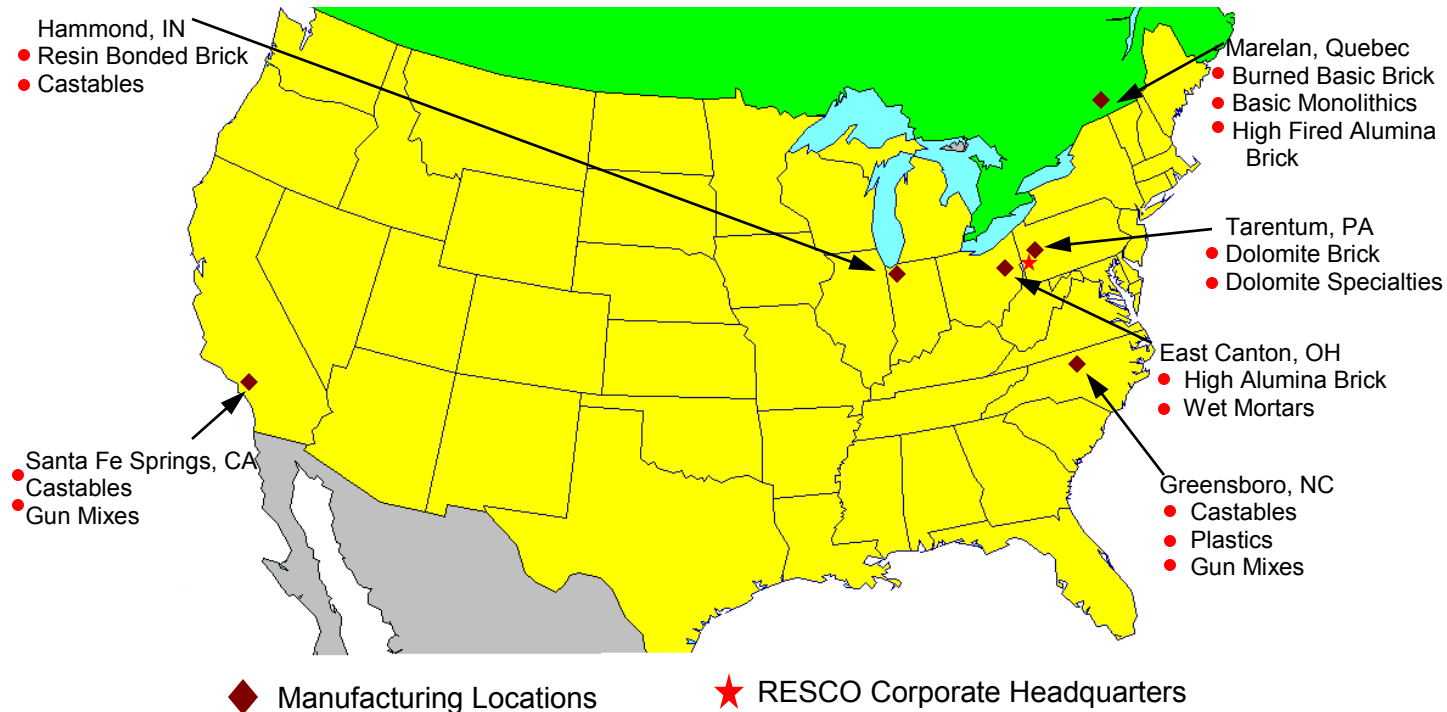 Hammond, IN
Resin Bonded Brick
Castables
Marelan, Quebec
Burned Basic Brick
Basic Monolithics
High Fired Alumina
Brick
Tarentum, PA
Dolomite Brick
Dolomite Specialties
East Canton, OH
High Alumina Brick
Wet Mortars
Santa Fe Springs, CA
Castables
Gun Mixes
Greensboro, NC
Castables
Plastics
Gun Mixes
Manufacturing Locations
RESCO Corporate Headquarters